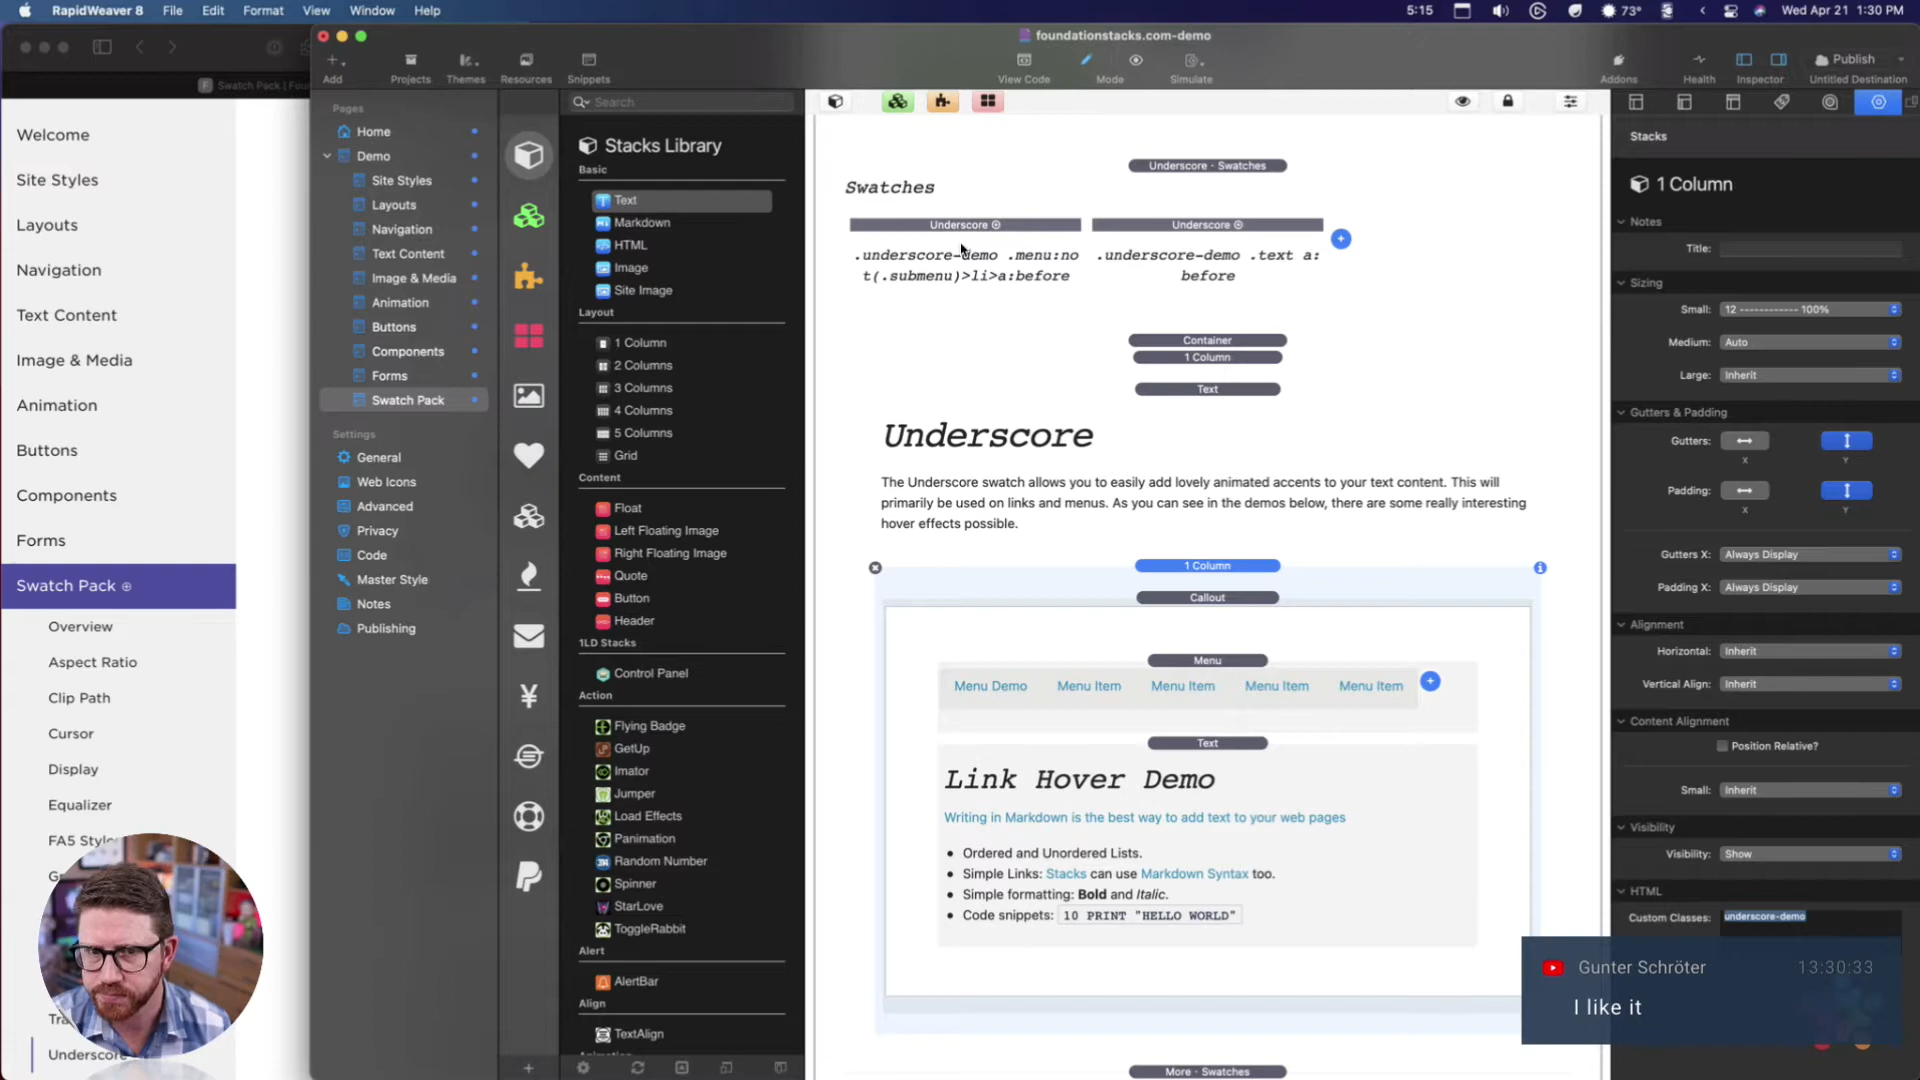 RapidWeaver 8 File Edit Format View Window Help
5:15 73° Wed Apr 21 1:30 PM
foundationstacks.com-demo
Add Projects Themes Resources Snippets View Code Mode Simulate Addons Health Inspector Publish Untitled Destination
Swatch Pack | Foun
Welcome
Site Styles
Layouts
Navigation
Text Content
Image & Media
Animation
Buttons
Components
Forms
Swatch Pack
Overview
Aspect Ratio
Clip Path
Cursor
Display
Equalizer
FA5 Style
Underscore
Pages
Home
Demo
Site Styles
Layouts
Navigation
Text Content
Image & Media
Animation
Buttons
Components
Forms
Swatch Pack
Settings
General
Web Icons
Advanced
Privacy
Code
Master Style
Notes
Publishing
Search
Stacks Library
Basic
Text
Markdown
HTML
Image
Site Image
Layout
1 Column
2 Columns
3 Columns
4 Columns
5 Columns
Grid
Content
Float
Left Floating Image
Right Floating Image
Quote
Button
Header
1LD Stacks
Control Panel
Action
Flying Badge
GetUp
Imator
Jumper
Load Effects
Panimation
Random Number
Spinner
StarLove
ToggleRabbit
Alert
AlertBar
Align
TextAlign
Underscore - Swatches
Swatches
Underscore Underscore
.underscore-demo .menu:no
t(.submenu)>li>a:before
.underscore-demo .text a:
before
Container
1 Column
Text
Underscore
The Underscore swatch allows you to easily add lovely animated accents to your text content. This will
primarily be used on links and menus. As you can see in the demos below, there are some really interesting
hover effects possible.
1 Column
Callout
Menu
Menu Demo Menu Item Menu Item Menu Item Menu Item
Text
Link Hover Demo
Writing in Markdown is the best way to add text to your web pages
Ordered and Unordered Lists.
Simple Links: Stacks can use Markdown Syntax too.
Simple formatting: Bold and Italic.
Code snippets: 10 PRINT "HELLO WORLD"
More - Swatches
Stacks
1 Column
Notes
Title:
Sizing
Small: 12 ------------ 100%
Medium: Auto
Large: Inherit
Gutters & Padding
Gutters:
X Y
Padding:
X Y
Gutters X: Always Display
Padding X: Always Display
Alignment
Horizontal: Inherit
Vertical Align: Inherit
Content Alignment
Position Relative?
Small: Inherit
Visibility
Visibility: Show
HTML
Custom Classes: underscore-demo
Gunter Schröter 13:30:33
I like it